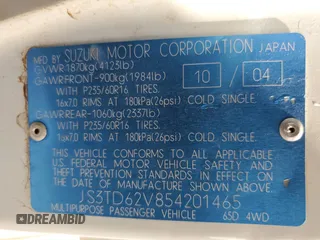 MFD BY SUZUKI MOTOR CORPORATION JAPAN
GVWR 1870kg(4125lb)
GAWR FRONT-900kg(1984lb)
10 / 04
WITH P235/60R16 TIRES.
16x7.0 RIMS AT 180kPa(26psi) COLD SINGLE.
GAWR REAR-1060kg(2337lb)
WITH P235/60R16 TIRES.
16x7.0 RIMS AT 180kPa(26psi) COLD SINGLE.
THIS VEHICLE CONFORMS TO ALL APPLICABLE
U.S. FEDERAL MOTOR VEHICLE SAFETY AND
THEFT PREVENTION STANDARDS IN EFFECT ON
THE DATE OF MANUFACTURE SHOWN ABOVE.
JS3TD62V854201465
MULTIPURPOSE PASSENGER VEHICLE 65D 4WD
DREAMBID